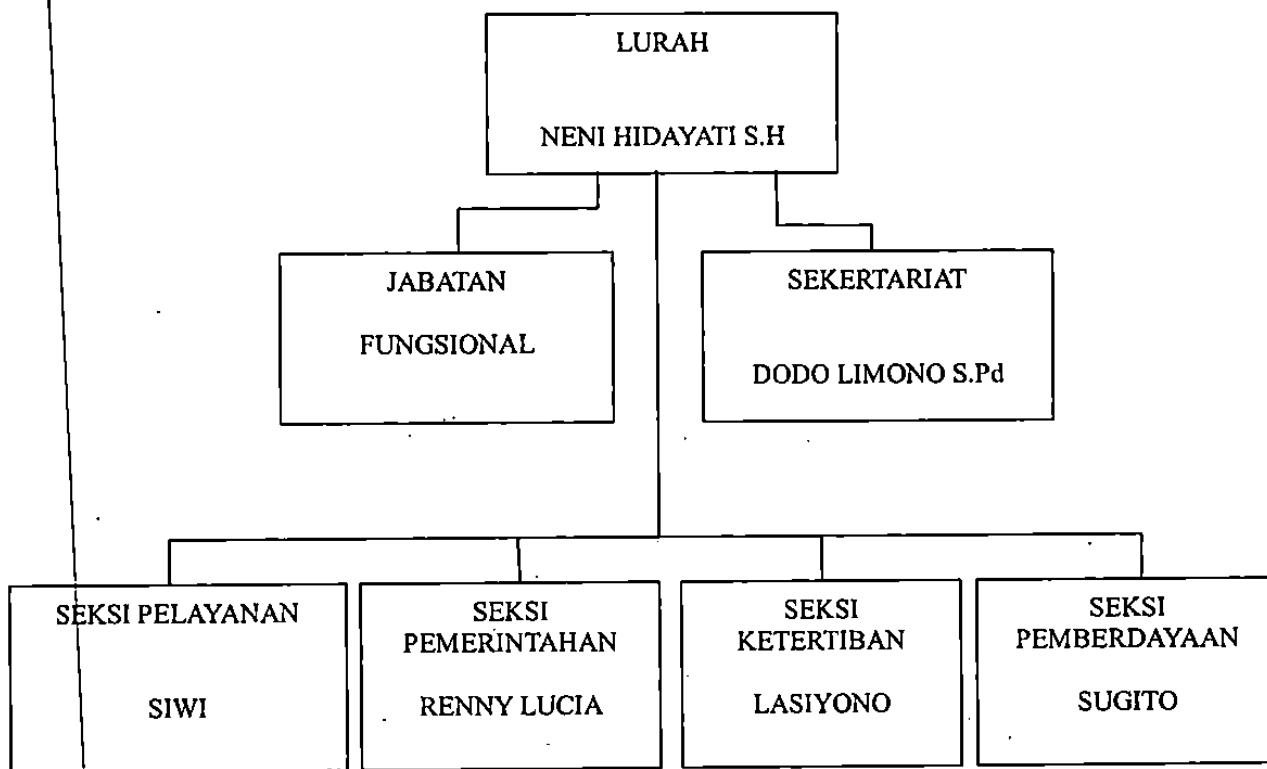 LURAH
NENI HIDAYATI S.H
JABATAN
FUNGSIONAL
SEKERTARIAT
DODO LIMONO S.Pd
SEKSI PELAYANAN
SIWI
SEKSI
PEMERINTAHAN
RENNY LUCIA
SEKSI
KETERTIBAN
LASIYONO
SEKSI
PEMBERDAYAAN
SUGITO